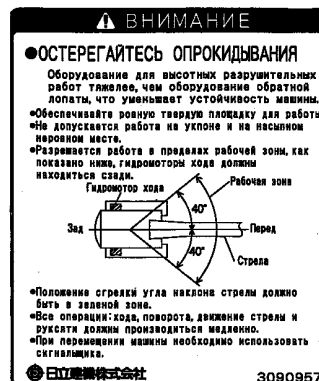 ⚠ ВНИМАНИЕ
●ОСТЕРЕГАЙТЕСЬ ОПРОКИДЫВАНИЯ
Оборудование для высотных разрушительных
работ тяжелее, чем оборудование обратной
лопаты, что уменьшает устойчивость машины.
●Обеспечивайте ровную твердую площадку для работы
●Не допускается работа на укпоне и на насыпном
неровном месте.
●Разрешается работа в пределах рабочей зоны, как
показано ниже, гидромоторы хода должны
находиться сзади.
Гидромотор хода
Рабочая зона
40°
Зад
Перед
40°
Стрела
●Положение стрелки угла наклона стрелы должно
быть в зеленой зоне.
●Все операции:хода, поворота, движение стрелы и
рукояти должны производиться медленно.
●При перемещении машины необходимо использовать
сигнальщика.
日立建機株式会社
3090957